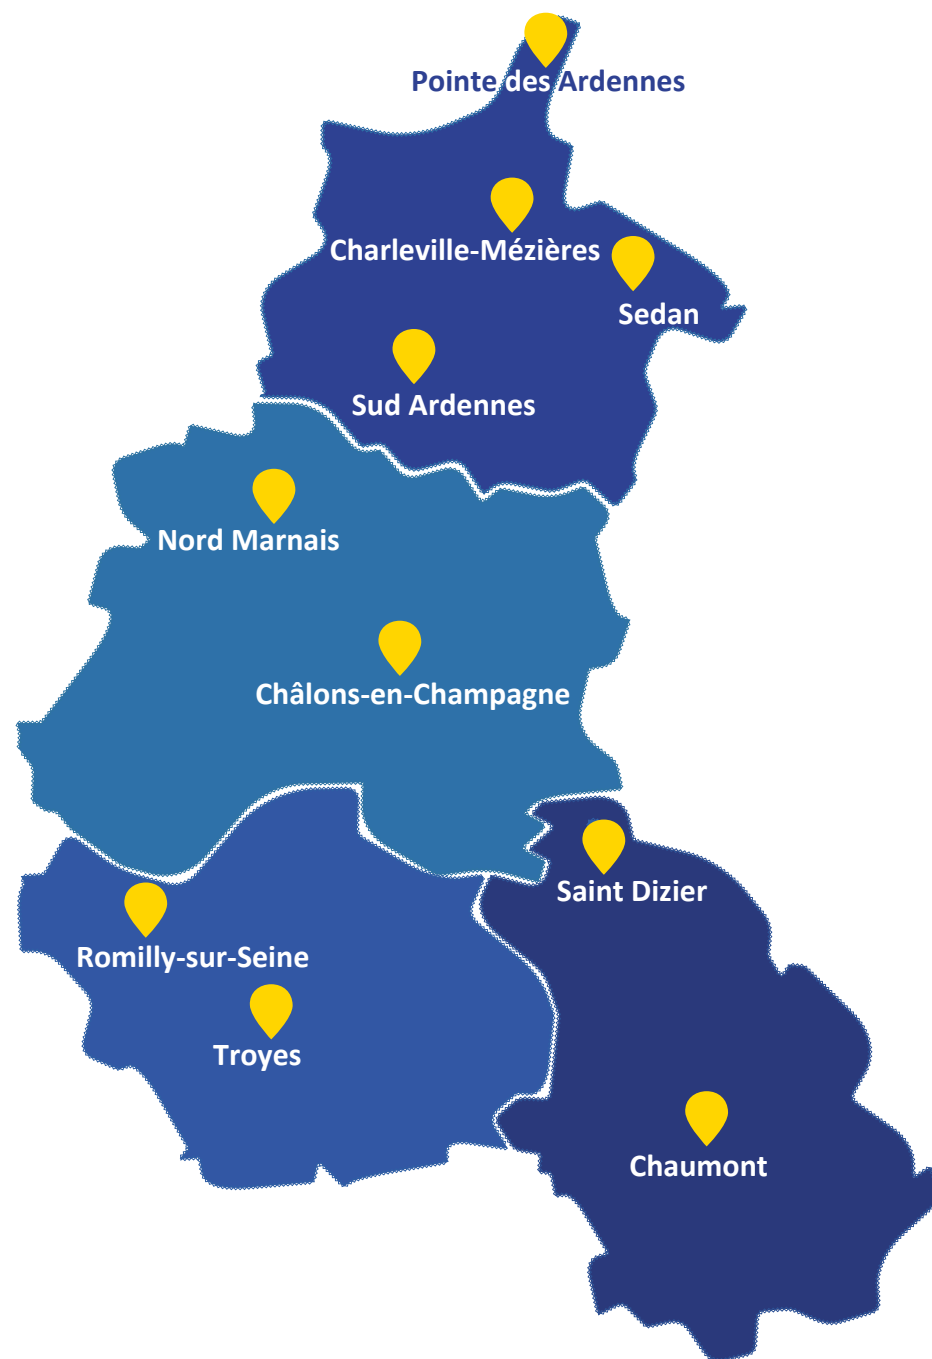 Pointe des Ardennes
Charleville-Mézières
Sedan
Sud Ardennes
Nord Marnais
Châlons-en-Champagne
Saint Dizier
Romilly-sur-Seine
Troyes
Chaumont